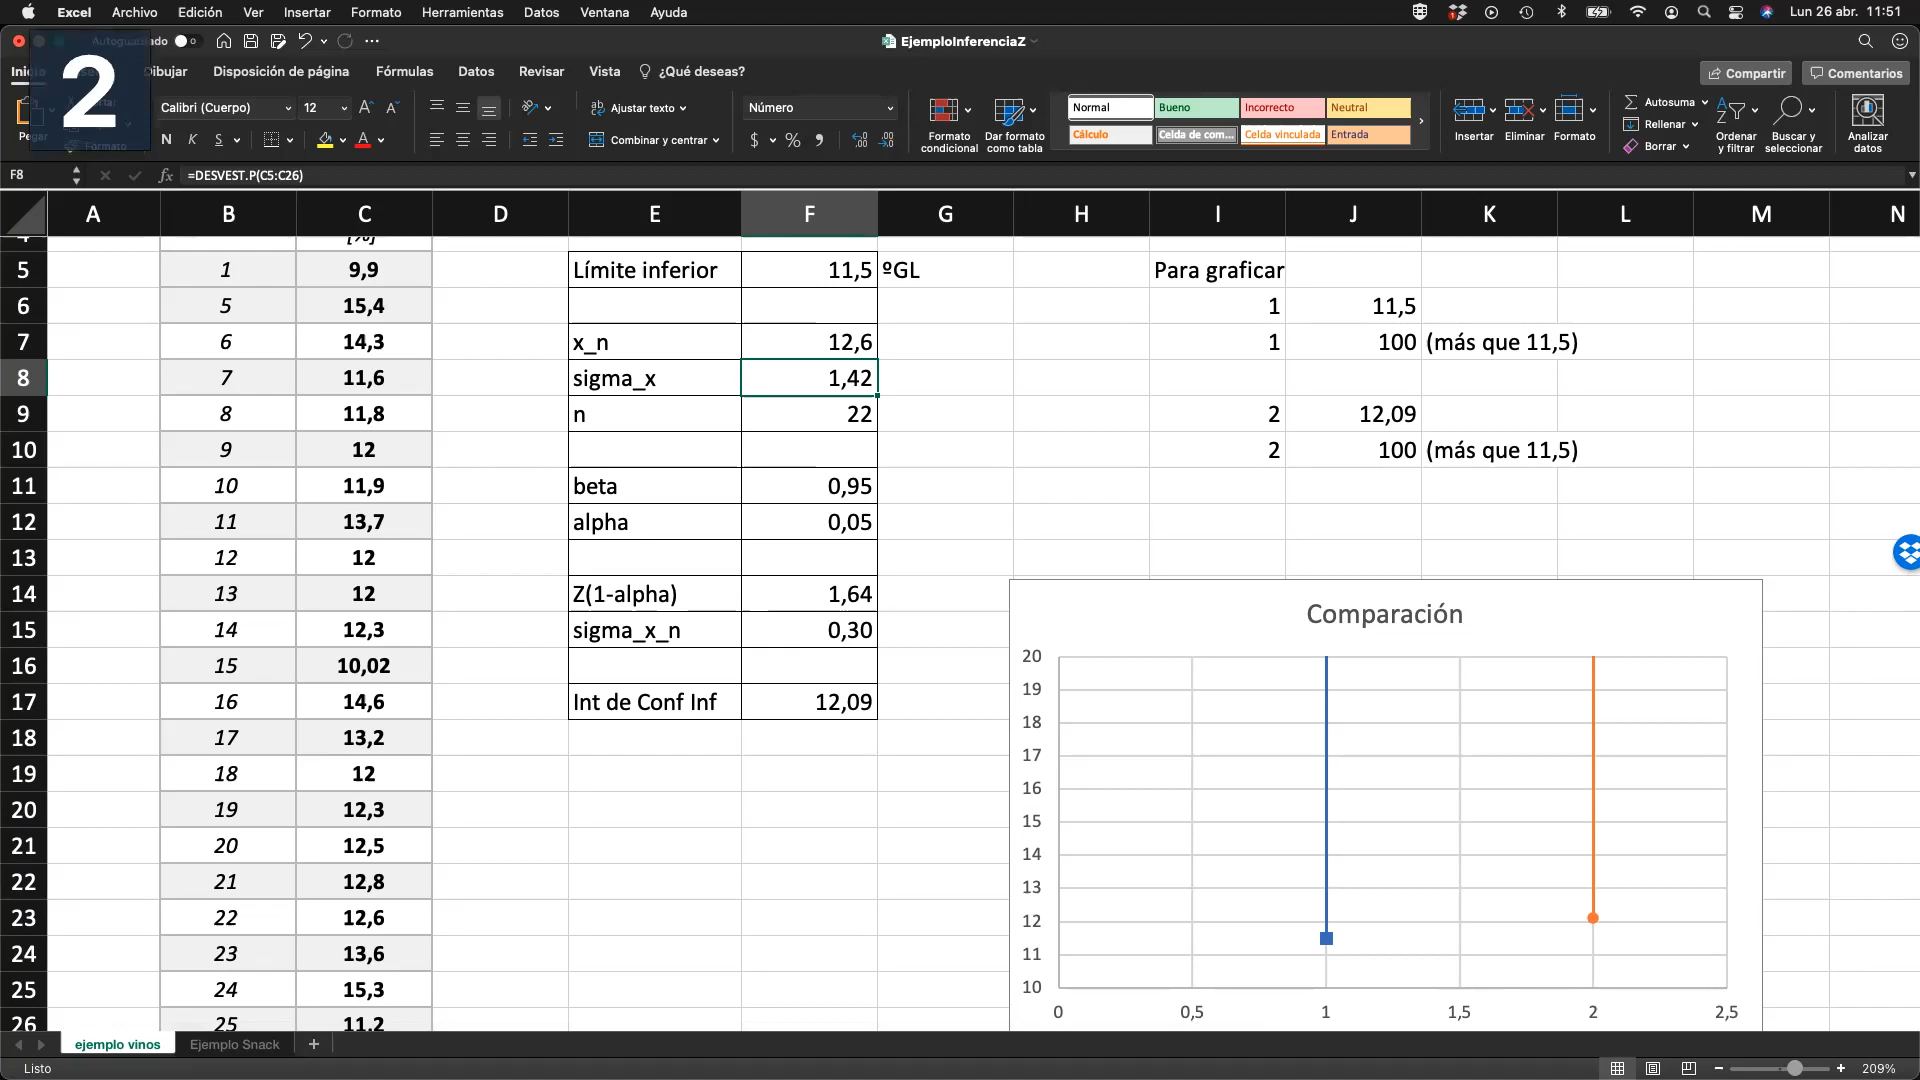 Excel Archivo Edición Ver Insertar Formato Herramientas Datos Ventana Ayuda Lun 26 abr. 11:51
EjemploInferenciaZ
2
Dibujar Disposición de página Fórmulas Datos Revisar Vista ¿Qué deseas? Compartir Comentarios
Calibri (Cuerpo) 12 Ajustar texto Número
N K S Combinar y centrar
Formato condicional Dar formato como tabla
Normal Bueno Incorrecto Neutral
Cálculo Celda de com... Celda vinculada Entrada
Insertar Eliminar Formato
Autosuma
Rellenar
Borrar
Ordenar y filtrar Buscar y seleccionar Analizar datos
F8 fx =DESVEST.P(C5:C26)
A B C D E F G H I J K L M N
4 [%]
5 1 9,9 Límite inferior 11,5 ºGL Para graficar
6 5 15,4 1 11,5
7 6 14,3 x_n 12,6 1 100 (más que 11,5)
8 7 11,6 sigma_x 1,42
9 8 11,8 n 22 2 12,09
10 9 12 2 100 (más que 11,5)
11 10 11,9 beta 0,95
12 11 13,7 alpha 0,05
13 12 12
14 13 12 Z(1-alpha) 1,64
15 14 12,3 sigma_x_n 0,30
16 15 10,02
17 16 14,6 Int de Conf Inf 12,09
18 17 13,2
19 18 12
20 19 12,3
21 20 12,5
22 21 12,8
23 22 12,6
24 23 13,6
25 24 15,3
26 25 11,2
Comparación
20
19
18
17
16
15
14
13
12
11
10
0 0,5 1 1,5 2 2,5
ejemplo vinos Ejemplo Snack +
Listo 209%